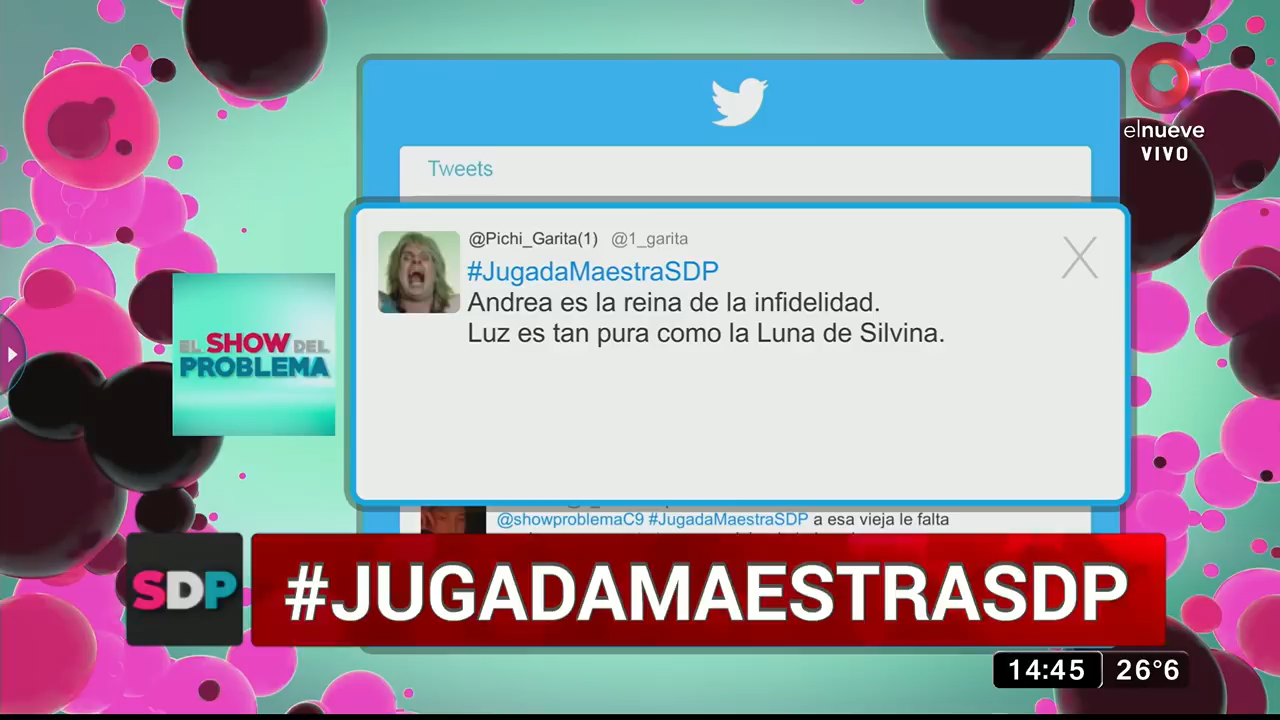 elnueve
VIVO
Tweets
@Pichi_Garita(1) @1_garita
#JugadaMaestraSDP
Andrea es la reina de la infidelidad.
Luz es tan pura como la Luna de Silvina.
EL SHOW DEL
PROBLEMA
@showproblemaC9 #JugadaMaestraSDP a esa vieja le falta
SDP
#JUGADAMAESTRASDP
14:45 26°6